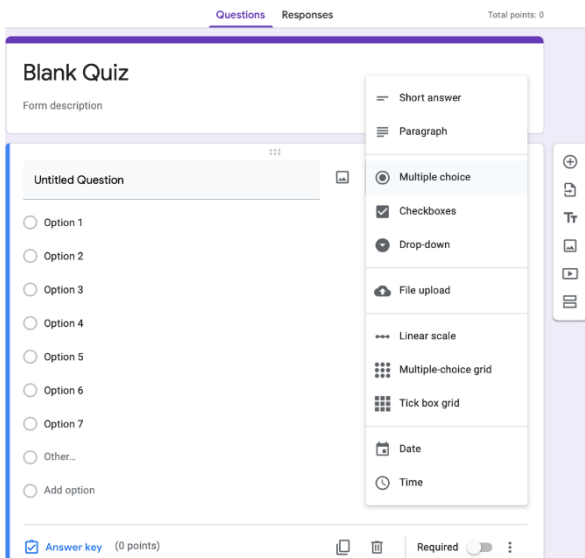 Questions Responses Total points: 0
Blank Quiz
Form description
Untitled Question
Option 1
Option 2
Option 3
Option 4
Option 5
Option 6
Option 7
Other...
Add option
Short answer
Paragraph
Multiple choice
Checkboxes
Drop-down
File upload
Linear scale
Multiple-choice grid
Tick box grid
Date
Time
Tт
Answer key (0 points) Required